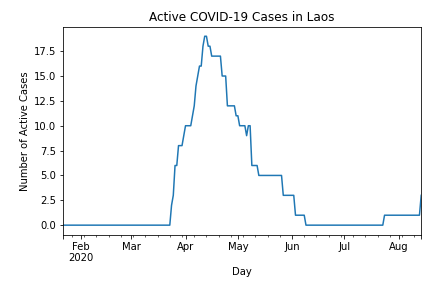 Active COVID-19 Cases in Laos
Number of Active Cases
17.5
15.0
12.5
10.0
7.5
5.0
2.5
0.0
Feb Mar Apr May Jun Jul Aug
2020
Day